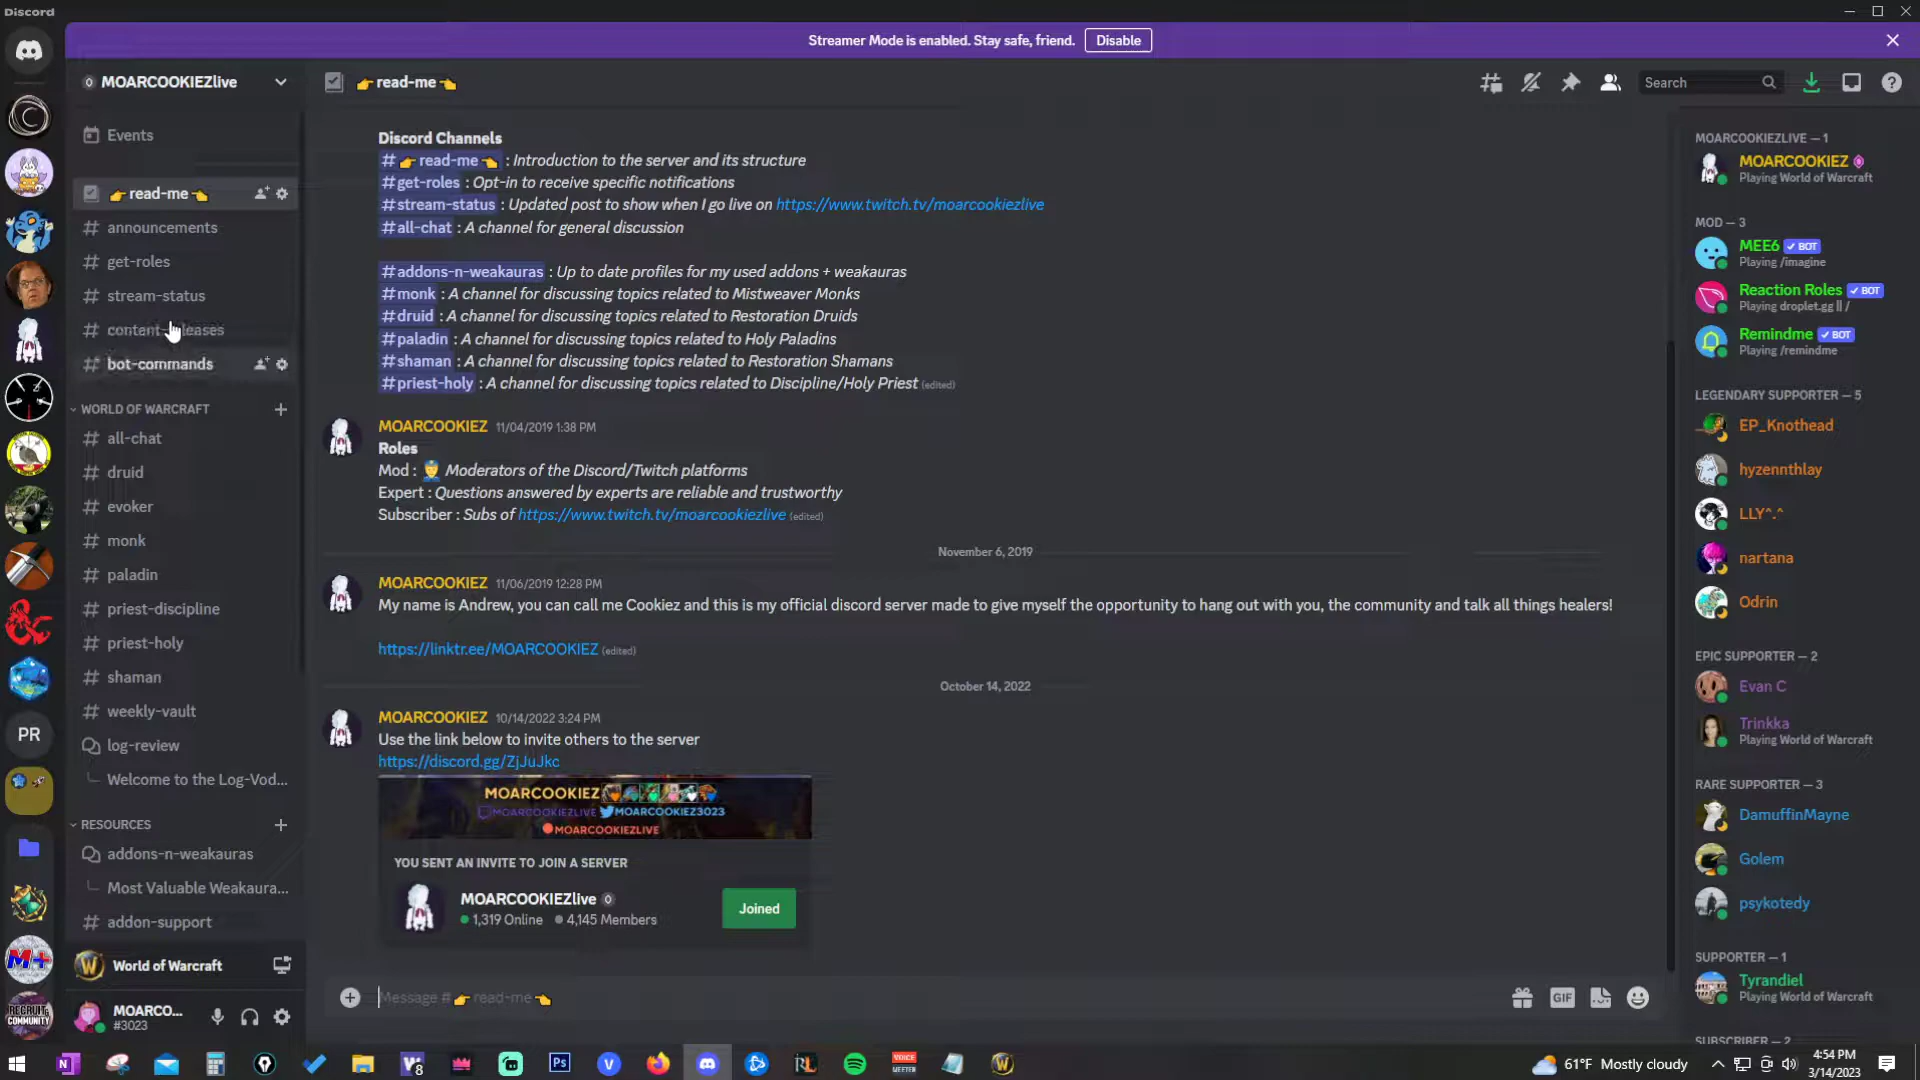 Discord
Streamer Mode is enabled. Stay safe, friend.
Disable
MOARCOOKIEZlive
👉read-me👈
Search
Events
👉read-me👈
announcements
get-roles
stream-status
bot-commands
WORLD OF WARCRAFT
all-chat
druid
evoker
monk
paladin
priest-discipline
priest-holy
shaman
weekly-vault
log-review
Welcome to the Log-Vod...
RESOURCES
addons-n-weakauras
Most Valuable Weakaura...
addon-support
World of Warcraft
MOARCO...
#3023
PR
RECRUIT
COMMUNITY
Discord Channels
#👉read-me👈 : Introduction to the server and its structure
#get-roles : Opt-in to receive specific notifications
#stream-status : Updated post to show when I go live on https://www.twitch.tv/moarcookiezlive
#all-chat : A channel for general discussion
#addons-n-weakauras : Up to date profiles for my used addons + weakauras
#monk : A channel for discussing topics related to Mistweaver Monks
#druid : A channel for discussing topics related to Restoration Druids
#paladin : A channel for discussing topics related to Holy Paladins
#shaman : A channel for discussing topics related to Restoration Shamans
#priest-holy : A channel for discussing topics related to Discipline/Holy Priest (edited)
MOARCOOKIEZ 11/04/2019 1:38 PM
Roles
Mod : 👮 Moderators of the Discord/Twitch platforms
Expert : Questions answered by experts are reliable and trustworthy
Subscriber : Subs of https://www.twitch.tv/moarcookiezlive (edited)
November 6, 2019
MOARCOOKIEZ 11/06/2019 12:28 PM
My name is Andrew, you can call me Cookiez and this is my official discord server made to give myself the opportunity to hang out with you, the community and talk all things healers!
https://linktr.ee/MOARCOOKIEZ (edited)
October 14, 2022
MOARCOOKIEZ 10/14/2022 3:24 PM
Use the link below to invite others to the server
https://discord.gg/ZjJuJkc
MOARCOOKIEZ
MOARCOOKIEZLIVE MOARCOOKIEZ3023
MOARCOOKIEZLIVE
YOU SENT AN INVITE TO JOIN A SERVER
MOARCOOKIEZlive
1,319 Online 4,145 Members
Joined
Message #👉read-me👈
GIF
MOARCOOKIEZLIVE — 1
MOARCOOKIEZ
Playing World of Warcraft
MOD — 3
MEE6 ✓ BOT
Playing /imagine
Reaction Roles ✓ BOT
Playing droplet.gg || /
Remindme ✓ BOT
Playing /remindme
LEGENDARY SUPPORTER — 5
EP_Knothead
hyzennthlay
LLY^.^
nartana
Odrin
EPIC SUPPORTER — 2
Evan C
Trinkka
Playing World of Warcraft
RARE SUPPORTER — 3
DamuffinMayne
Golem
psykotedy
SUPPORTER — 1
Tyrandiel
Playing World of Warcraft
SUBSCRIBER — 2
Ps
VOICE
MEETER
61°F Mostly cloudy
4:54 PM
3/14/2023